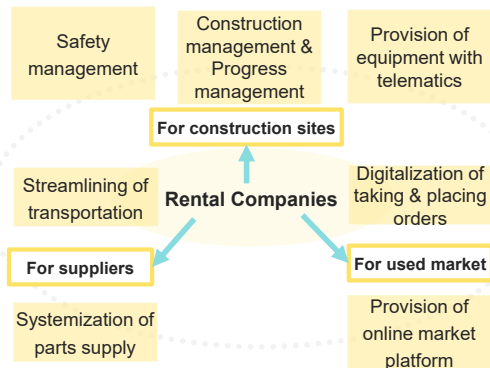 Safety
management
Construction
management &
Progress
management
Provision of
equipment with
telematics
For construction sites
Streamlining of
transportation
Rental Companies
Digitalization of
taking & placing
orders
For suppliers
For used market
Systemization of
parts supply
Provision of
online market
platform